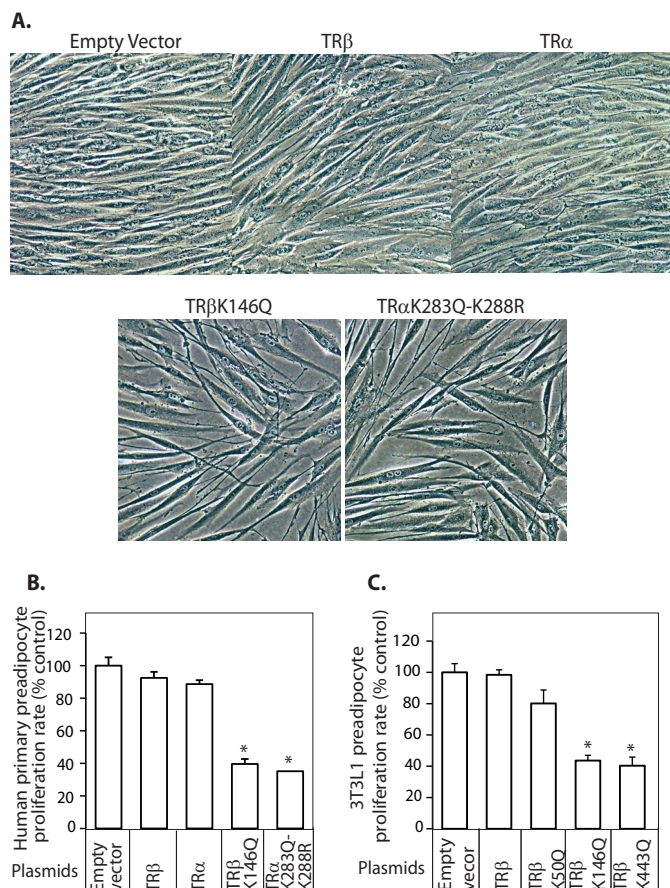 A.
Empty Vector
TRβ
TRα
TRβK146Q
TRαK283Q-K288R
B.
Human primary preadipocyte
proliferation rate (% control)
120
100
80
60
40
20
0
*
*
Plasmids
Empty
vector
TRβ
TRα
TRβ
K146Q
TRα
K283Q-
K288R
C.
3T3L1 preadipocyte
proliferation rate (% control)
120
100
80
60
40
20
0
*
*
Plasmids
Empty
Vecor
TRβ
TRβ
K50Q
TRβ
K146Q
TRβ
K443Q